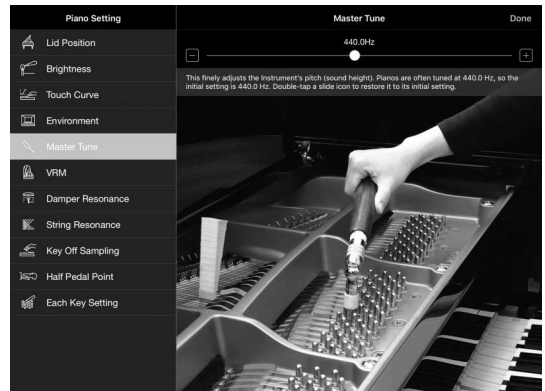 Piano Setting
Lid Position
Brightness
Touch Curve
Environment
Master Tune
VRM
Damper Resonance
String Resonance
Key Off Sampling
Half Pedal Point
Each Key Setting
Master Tune
Done
440.0Hz
This finely adjusts the Instrument's pitch (sound height). Pianos are often tuned at 440.0 Hz, so the
initial setting is 440.0 Hz. Double-tap a slide icon to restore it to its initial setting.